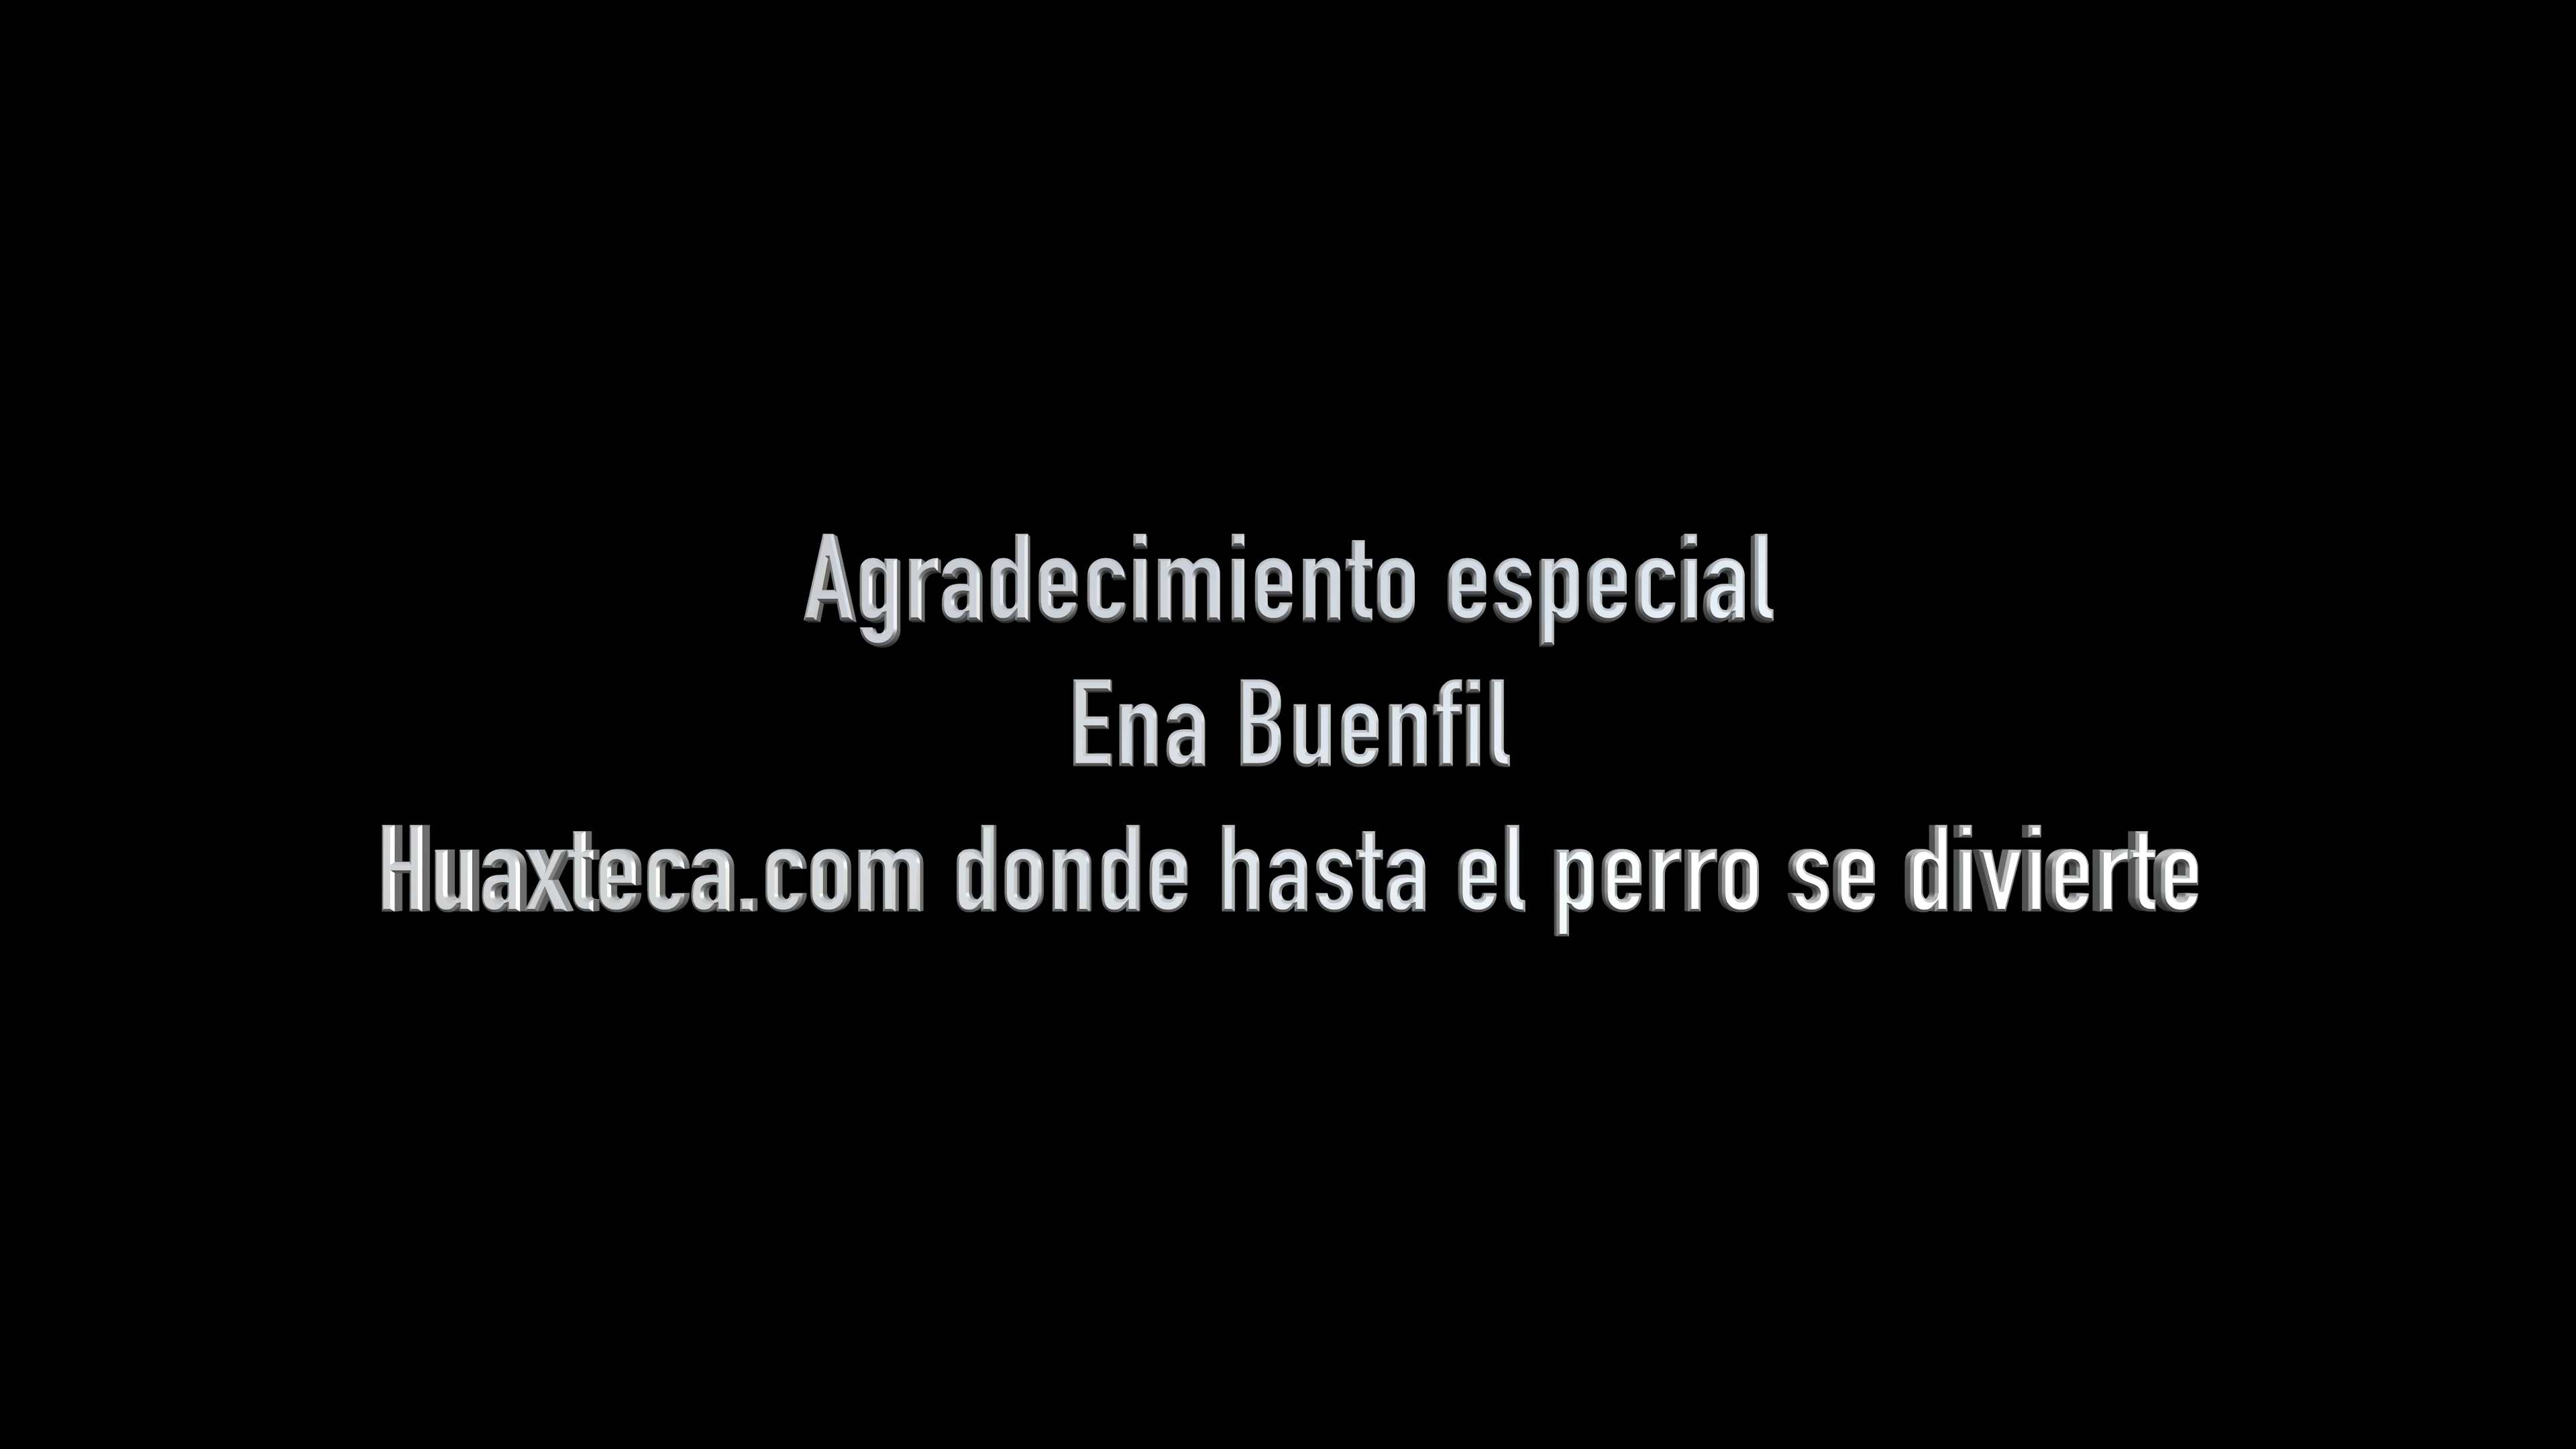 Agradecimiento especial
Ena Buenfil
Huaxteca.com donde hasta el perro se divierte